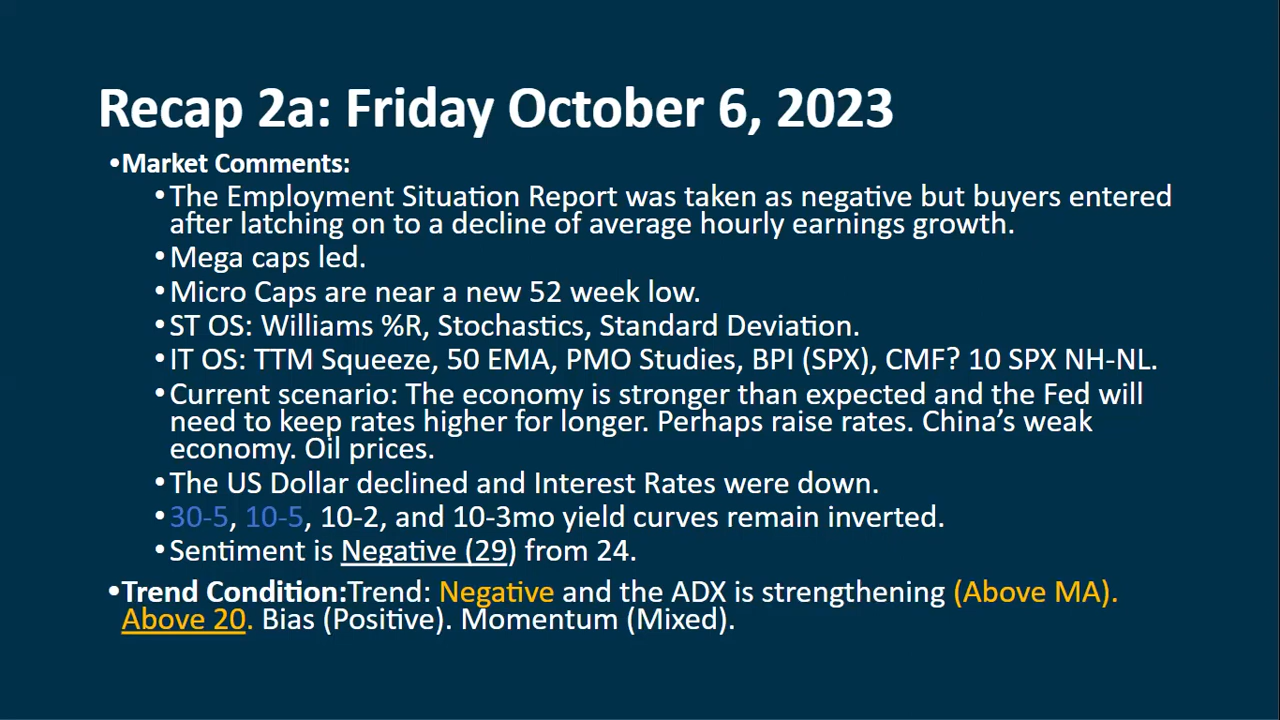 Recap 2a: Friday October 6, 2023
•Market Comments:
•The Employment Situation Report was taken as negative but buyers entered
after latching on to a decline of average hourly earnings growth.
•Mega caps led.
•Micro Caps are near a new 52 week low.
•ST OS: Williams %R, Stochastics, Standard Deviation.
•IT OS: TTM Squeeze, 50 EMA, PMO Studies, BPI (SPX), CMF? 10 SPX NH-NL.
•Current scenario: The economy is stronger than expected and the Fed will
need to keep rates higher for longer. Perhaps raise rates. China’s weak
economy. Oil prices.
•The US Dollar declined and Interest Rates were down.
•30-5, 10-5, 10-2, and 10-3mo yield curves remain inverted.
•Sentiment is Negative (29) from 24.
•Trend Condition:Trend: Negative and the ADX is strengthening (Above MA).
Above 20. Bias (Positive). Momentum (Mixed).